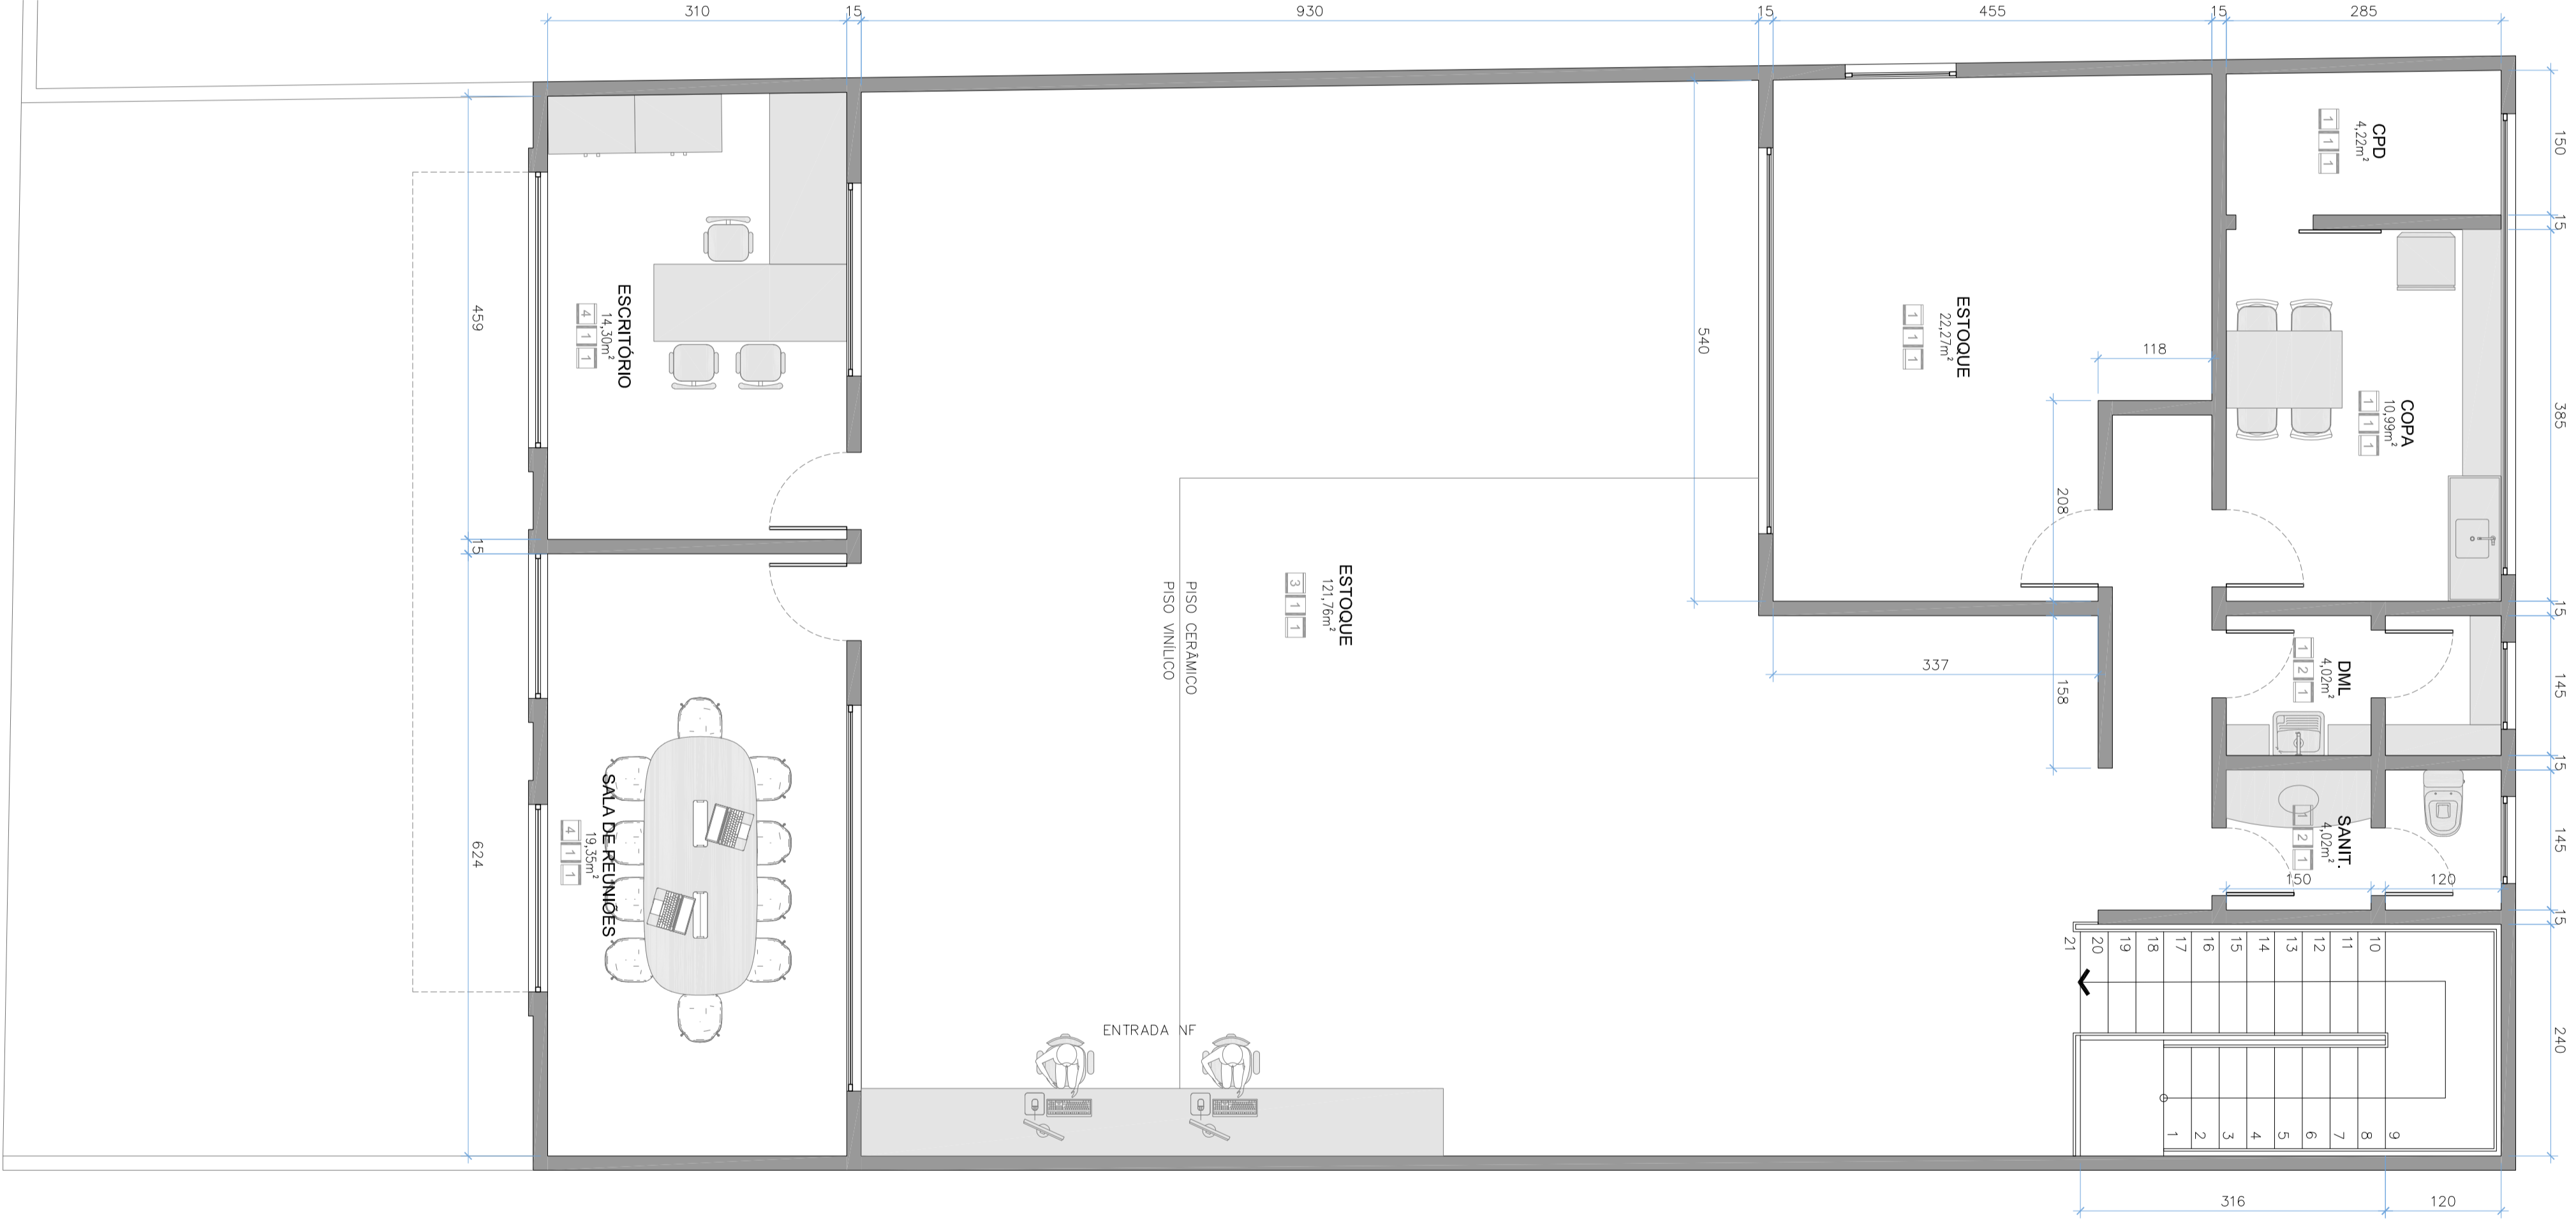 310
15
930
15
455
15
285
150
15
385
15
145
15
145
15
240
CPD
4,22m²
1 1 1
ESCRITÓRIO
14,30m²
4 1 1
459
15
624
540
ESTOQUE
22,27m²
1 1 1
118
208
COPA
10,99m²
1 1 1
ESTOQUE
121,76m²
3 1 1
PISO CERÂMICO
PISO VINÍLICO
337
158
DML
4,02m²
1 2 1
SANIT.
4,02m²
1 2 1
150
120
SALA DE REUNIÕES
19,35m²
4 1 1
ENTRADA NF
21
20
19
18
17
16
15
14
13
12
11
10
1
2
3
4
5
6
7
8
9
316
120